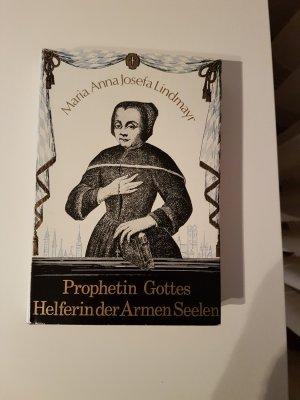 Maria Anna Josefa Lindmayr
Prophetin Gottes
Helferin der Armen Seelen